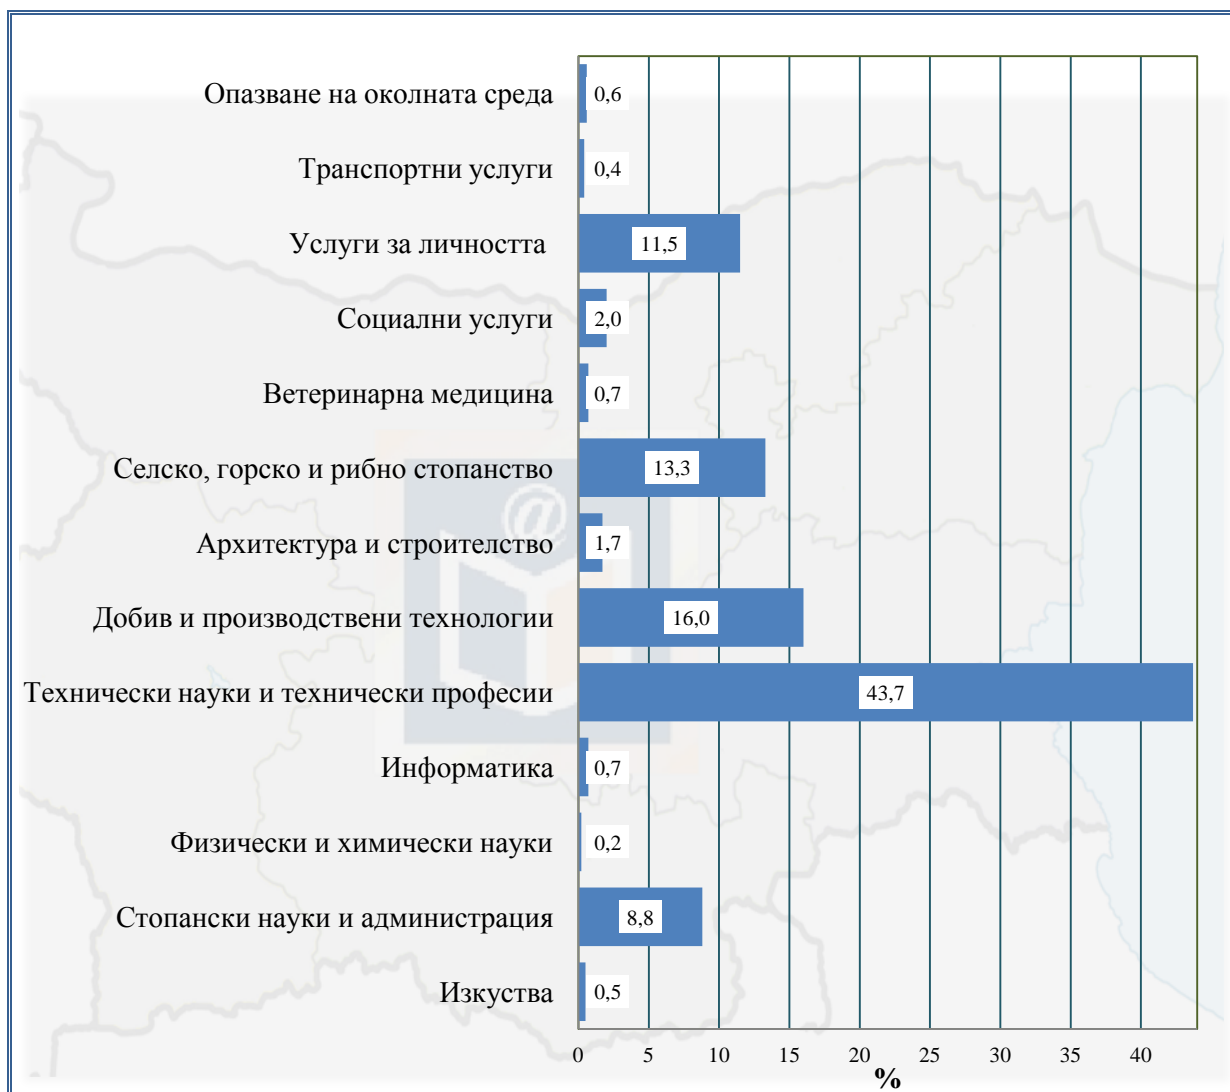 Опазване на околната среда 0,6
Транспортни услуги 0,4
Услуги за личността 11,5
Социални услуги 2,0
Ветеринарна медицина 0,7
Селско, горско и рибно стопанство 13,3
@
Архитектура и строителство 1,7
Добив и производствени технологии 16,0
Технически науки и технически професии 43,7
Информатика 0,7
Физически и химически науки 0,2
Стопански науки и администрация 8,8
Изкуства 0,5
0 5 10 15 20 25 30 35 40
%